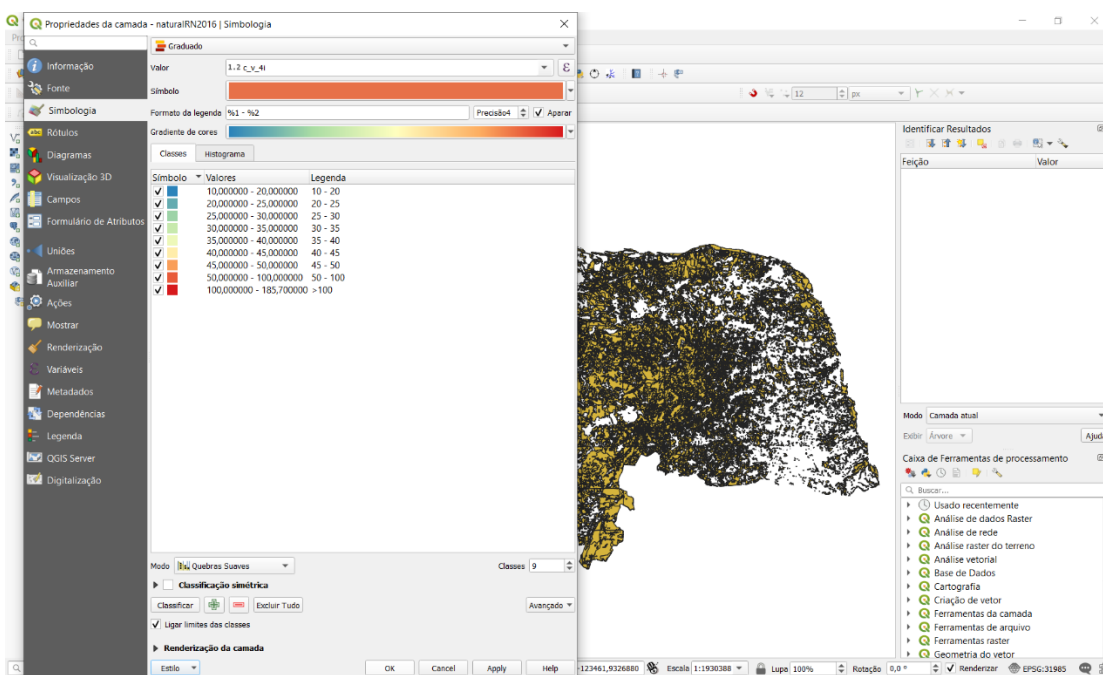 Propriedades da camada - naturalRN2016 | Simbologia
Informação
Fonte
Simbologia
Rótulos
Diagramas
Visualização 3D
Campos
Formulário de Atributos
Uniões
Armazenamento
Auxiliar
Ações
Mostrar
Renderização
Variáveis
Metadados
Dependências
Legenda
QGIS Server
Digitalização
Graduado
Valor 1.2 c_v_4i
Símbolo
Formato da legenda %1 - %2 Precisão4 Aparar
Gradiente de cores
Classes Histograma
Símbolo Valores Legenda
10,000000 - 20,000000 10 - 20
20,000000 - 25,000000 20 - 25
25,000000 - 30,000000 25 - 30
30,000000 - 35,000000 30 - 35
35,000000 - 40,000000 35 - 40
40,000000 - 45,000000 40 - 45
45,000000 - 50,000000 45 - 50
50,000000 - 100,000000 50 - 100
100,000000 - 185,700000 >100
Modo Quebras Suaves Classes 9
Classificação simétrica
Classificar Excluir Tudo Avançado
Ligar limites das classes
Renderização da camada
Estilo OK Cancel Apply Help
12 px
Identificar Resultados
Feição Valor
Modo Camada atual
Exibir Árvore Ajud
Caixa de Ferramentas de processamento
Buscar...
Usado recentemente
Análise de dados Raster
Análise de rede
Análise raster do terreno
Análise vetorial
Base de Dados
Cartografia
Criação de vetor
Ferramentas da camada
Ferramentas de arquivo
Ferramentas raster
Geometria do vetor
-123461,9326880 Escala 1:1930388 Lupa 100% Rotação 0,0 ° Renderizar EPSG:31985